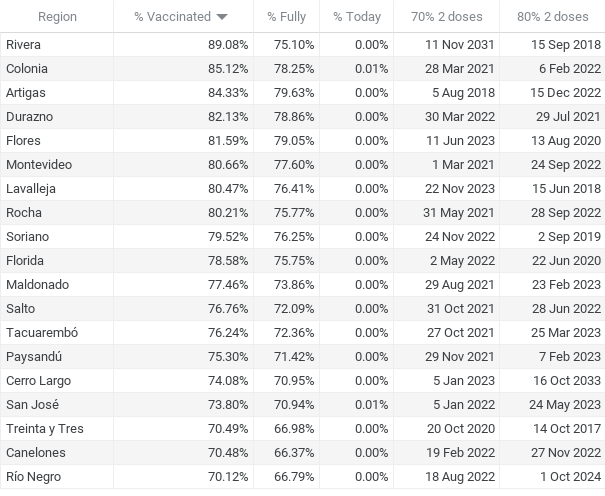 Region % Vaccinated % Fully % Today 70% 2 doses 80% 2 doses
Rivera 89.08% 75.10% 0.00% 11 Nov 2031 15 Sep 2018
Colonia 85.12% 78.25% 0.01% 28 Mar 2021 6 Feb 2022
Artigas 84.33% 79.63% 0.00% 5 Aug 2018 15 Dec 2022
Durazno 82.13% 78.86% 0.00% 30 Mar 2022 29 Jul 2021
Flores 81.59% 79.05% 0.00% 11 Jun 2023 13 Aug 2020
Montevideo 80.66% 77.60% 0.00% 1 Mar 2021 24 Sep 2022
Lavalleja 80.47% 76.41% 0.00% 22 Nov 2023 15 Jun 2018
Rocha 80.21% 75.77% 0.00% 31 May 2021 28 Sep 2022
Soriano 79.52% 76.25% 0.00% 24 Nov 2022 2 Sep 2019
Florida 78.58% 75.75% 0.00% 2 May 2022 22 Jun 2020
Maldonado 77.46% 73.86% 0.00% 29 Aug 2021 23 Feb 2023
Salto 76.76% 72.09% 0.00% 31 Oct 2021 28 Jun 2022
Tacuarembó 76.24% 72.36% 0.00% 27 Oct 2021 25 Mar 2023
Paysandú 75.30% 71.42% 0.00% 29 Nov 2021 7 Feb 2023
Cerro Largo 74.08% 70.95% 0.00% 5 Jan 2023 16 Oct 2033
San José 73.80% 70.94% 0.01% 5 Jan 2022 24 May 2023
Treinta y Tres 70.49% 66.98% 0.00% 20 Oct 2020 14 Oct 2017
Canelones 70.48% 66.37% 0.00% 19 Feb 2022 27 Nov 2022
Río Negro 70.12% 66.79% 0.00% 18 Aug 2022 1 Oct 2024